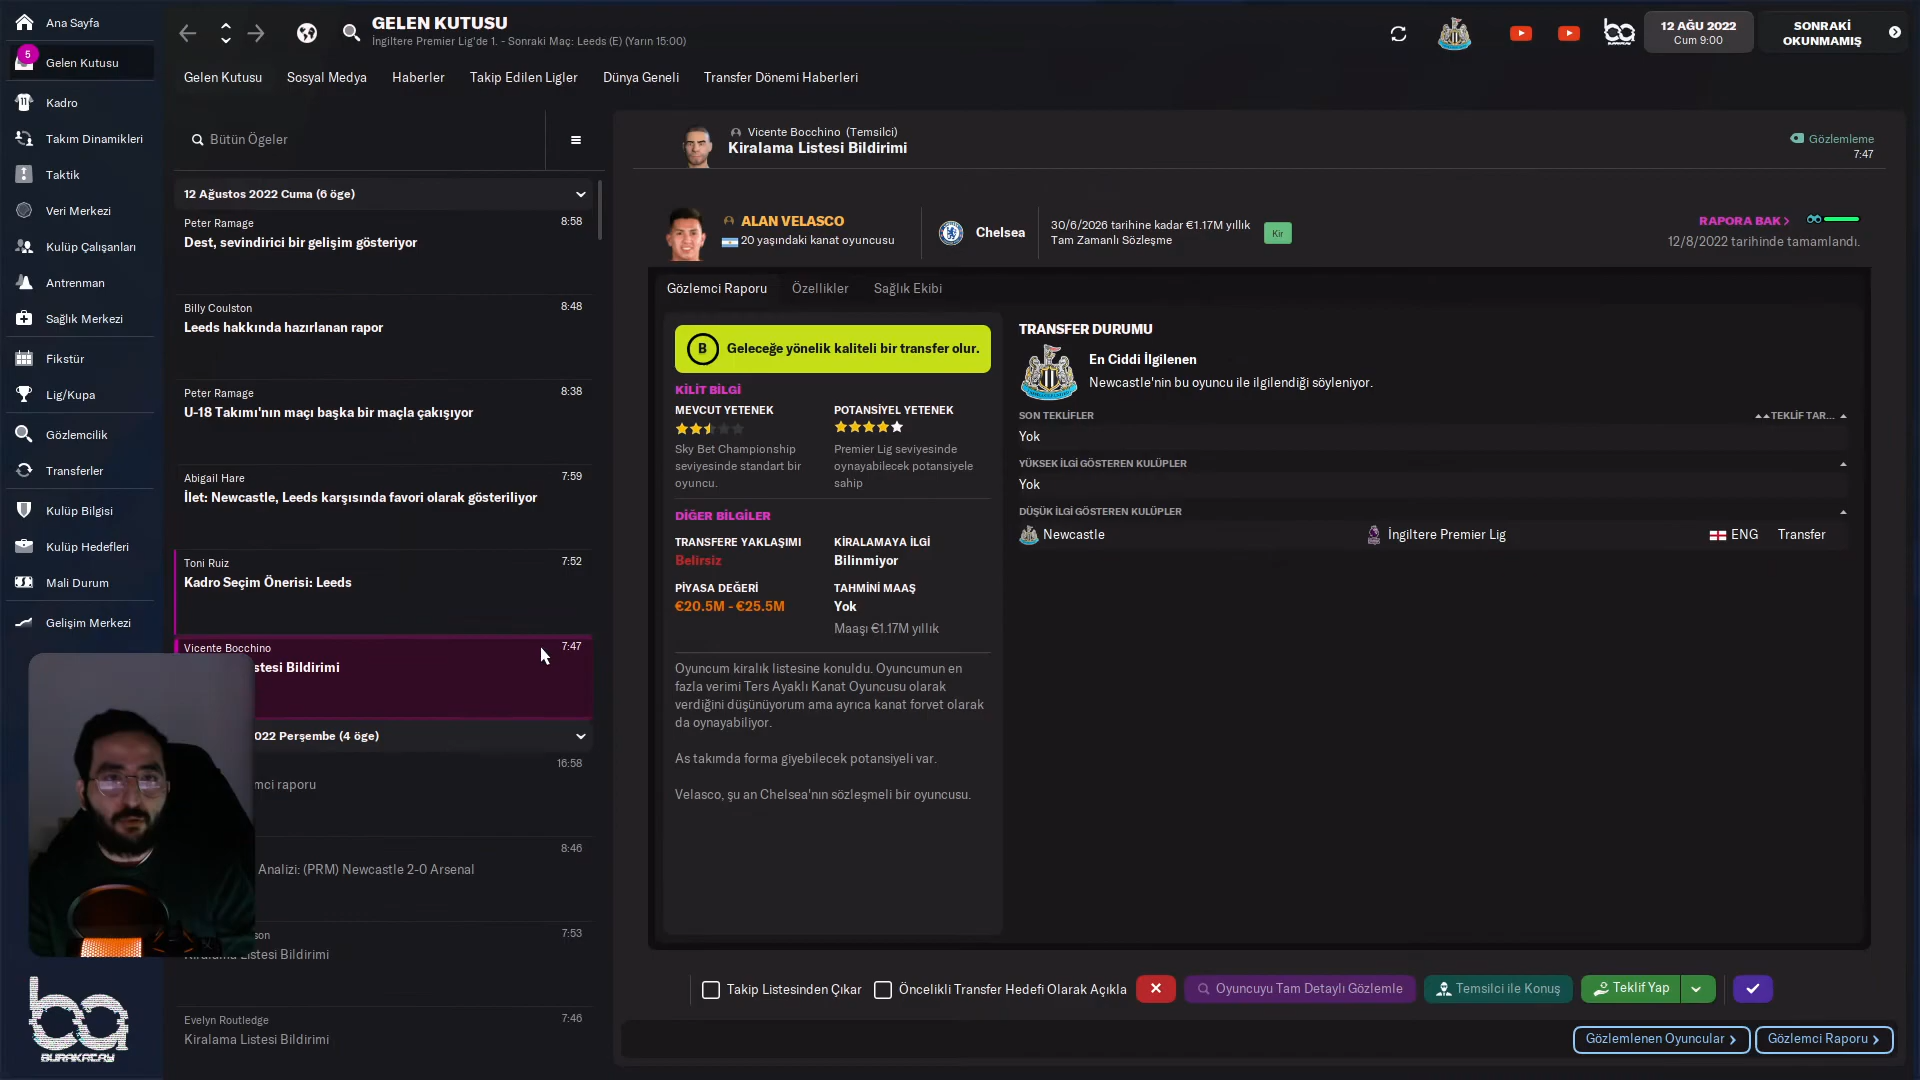 Ana Sayfa
5
Gelen Kutusu
Kadro
Takım Dinamikleri
Taktik
Veri Merkezi
Kulüp Çalışanları
Antrenman
Sağlık Merkezi
Fikstür
Lig/Kupa
Gözlemcilik
Transferler
Kulüp Bilgisi
Kulüp Hedefleri
Mali Durum
Gelişim Merkezi
BURAKATAY
GELEN KUTUSU
İngiltere Premier Lig'de 1. - Sonraki Maç: Leeds (E) (Yarın 15:00)
12 AĞU 2022
Cum 9:00
SONRAKİ
OKUNMAMIŞ
Gelen Kutusu
Sosyal Medya
Haberler
Takip Edilen Ligler
Dünya Geneli
Transfer Dönemi Haberleri
Bütün Ögeler
12 Ağustos 2022 Cuma (6 öge)
Peter Ramage 8:58
Dest, sevindirici bir gelişim gösteriyor
Billy Coulston 8:48
Leeds hakkında hazırlanan rapor
Peter Ramage 8:38
U-18 Takımı'nın maçı başka bir maçla çakışıyor
Abigail Hare 7:59
İlet: Newcastle, Leeds karşısında favori olarak gösteriliyor
Toni Ruiz 7:52
Kadro Seçim Önerisi: Leeds
Vicente Bocchino 7:47
stesi Bildirimi
022 Perşembe (4 öge)
16:58
mci raporu
8:46
Analizi: (PRM) Newcastle 2-0 Arsenal
son 7:53
Kiralama Listesi Bildirimi
Evelyn Routledge 7:46
Kiralama Listesi Bildirimi
Vicente Bocchino (Temsilci)
Kiralama Listesi Bildirimi
Gözlemleme
7:47
ALAN VELASCO
20 yaşındaki kanat oyuncusu
Chelsea
30/6/2026 tarihine kadar €1.17M yıllık
Tam Zamanlı Sözleşme
Kir
RAPORA BAK >
12/8/2022 tarihinde tamamlandı.
Gözlemci Raporu
Özellikler
Sağlık Ekibi
B Geleceğe yönelik kaliteli bir transfer olur.
KİLİT BİLGİ
MEVCUT YETENEK
Sky Bet Championship
seviyesinde standart bir
oyuncu.
POTANSİYEL YETENEK
Premier Lig seviyesinde
oynayabilecek potansiyele
sahip
DİĞER BİLGİLER
TRANSFERE YAKLAŞIMI
Belirsiz
KİRALAMAYA İLGİ
Bilinmiyor
PİYASA DEĞERİ
€20.5M - €25.5M
TAHMİNİ MAAŞ
Yok
Maaşı €1.17M yıllık
Oyuncum kiralık listesine konuldu. Oyuncumun en
fazla verimi Ters Ayaklı Kanat Oyuncusu olarak
verdiğini düşünüyorum ama ayrıca kanat forvet olarak
da oynayabiliyor.
As takımda forma giyebilecek potansiyeli var.
Velasco, şu an Chelsea'nın sözleşmeli bir oyuncusu.
TRANSFER DURUMU
En Ciddi İlgilenen
Newcastle'nin bu oyuncu ile ilgilendiği söyleniyor.
SON TEKLİFLER TEKLİF TAR...
Yok
YÜKSEK İLGİ GÖSTEREN KULÜPLER
Yok
DÜŞÜK İLGİ GÖSTEREN KULÜPLER
Newcastle İngiltere Premier Lig ENG Transfer
Takip Listesinden Çıkar
Öncelikli Transfer Hedefi Olarak Açıkla
Oyuncuyu Tam Detaylı Gözlemle
Temsilci ile Konuş
Teklif Yap
Gözlemlenen Oyuncular >
Gözlemci Raporu >